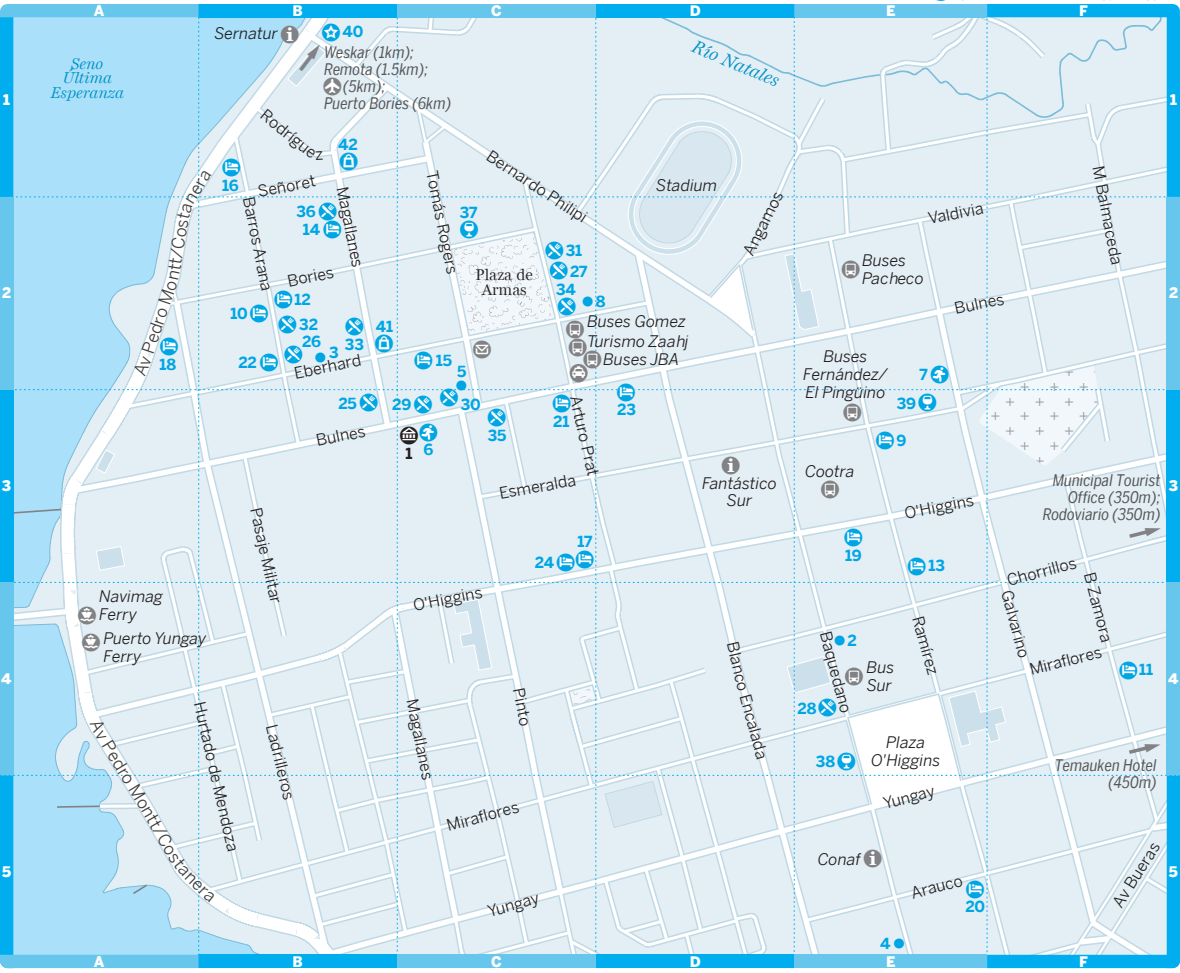 A
B
C
D
E
F
1
2
3
4
5
1
2
3
4
5
A
B
C
D
E
F
Sernatur
40
Weskar (1km);
Remota (1.5km);
(5km);
Puerto Bories (6km)
Seno
Última
Esperanza
Río Natales
Rodríguez
42
16
Señoret
Bernardo Philipi
Stadium
Angamos
M Balmaceda
Av Pedro Montt/Costanera
Barros Arana
Magallanes
Tomás Rogers
36
14
37
Valdivia
Plaza de
Armas
31
27
34
8
Buses
Pacheco
Bories
Bulnes
10
12
32
26
22
3
33
41
Eberhard
18
15
5
Buses Gomez
Turismo Zaahj
Buses JBA
Buses
Fernández/
El Pingüino
7
39
25
29
30
35
21
23
Arturo Prat
Bulnes
1
6
9
Esmeralda
Fantástico
Sur
Cootra
O'Higgins
Municipal Tourist
Office (350m);
Rodoviario (350m)
Pasaje Militar
24
17
19
13
Chorrillos
Navimag
Ferry
Puerto Yungay
Ferry
O'Higgins
Galvarino
B Zamora
2
Baquedano
Ramírez
Bus
Sur
Miraflores
11
Blanco Encalada
28
Plaza
O'Higgins
38
Pinto
Magallanes
Ladrilleros
Hurtado de Mendoza
Av Pedro Montt/Costanera
Temauken Hotel
(450m)
Yungay
Miraflores
Conaf
Arauco
20
Av Bueras
Yungay
4